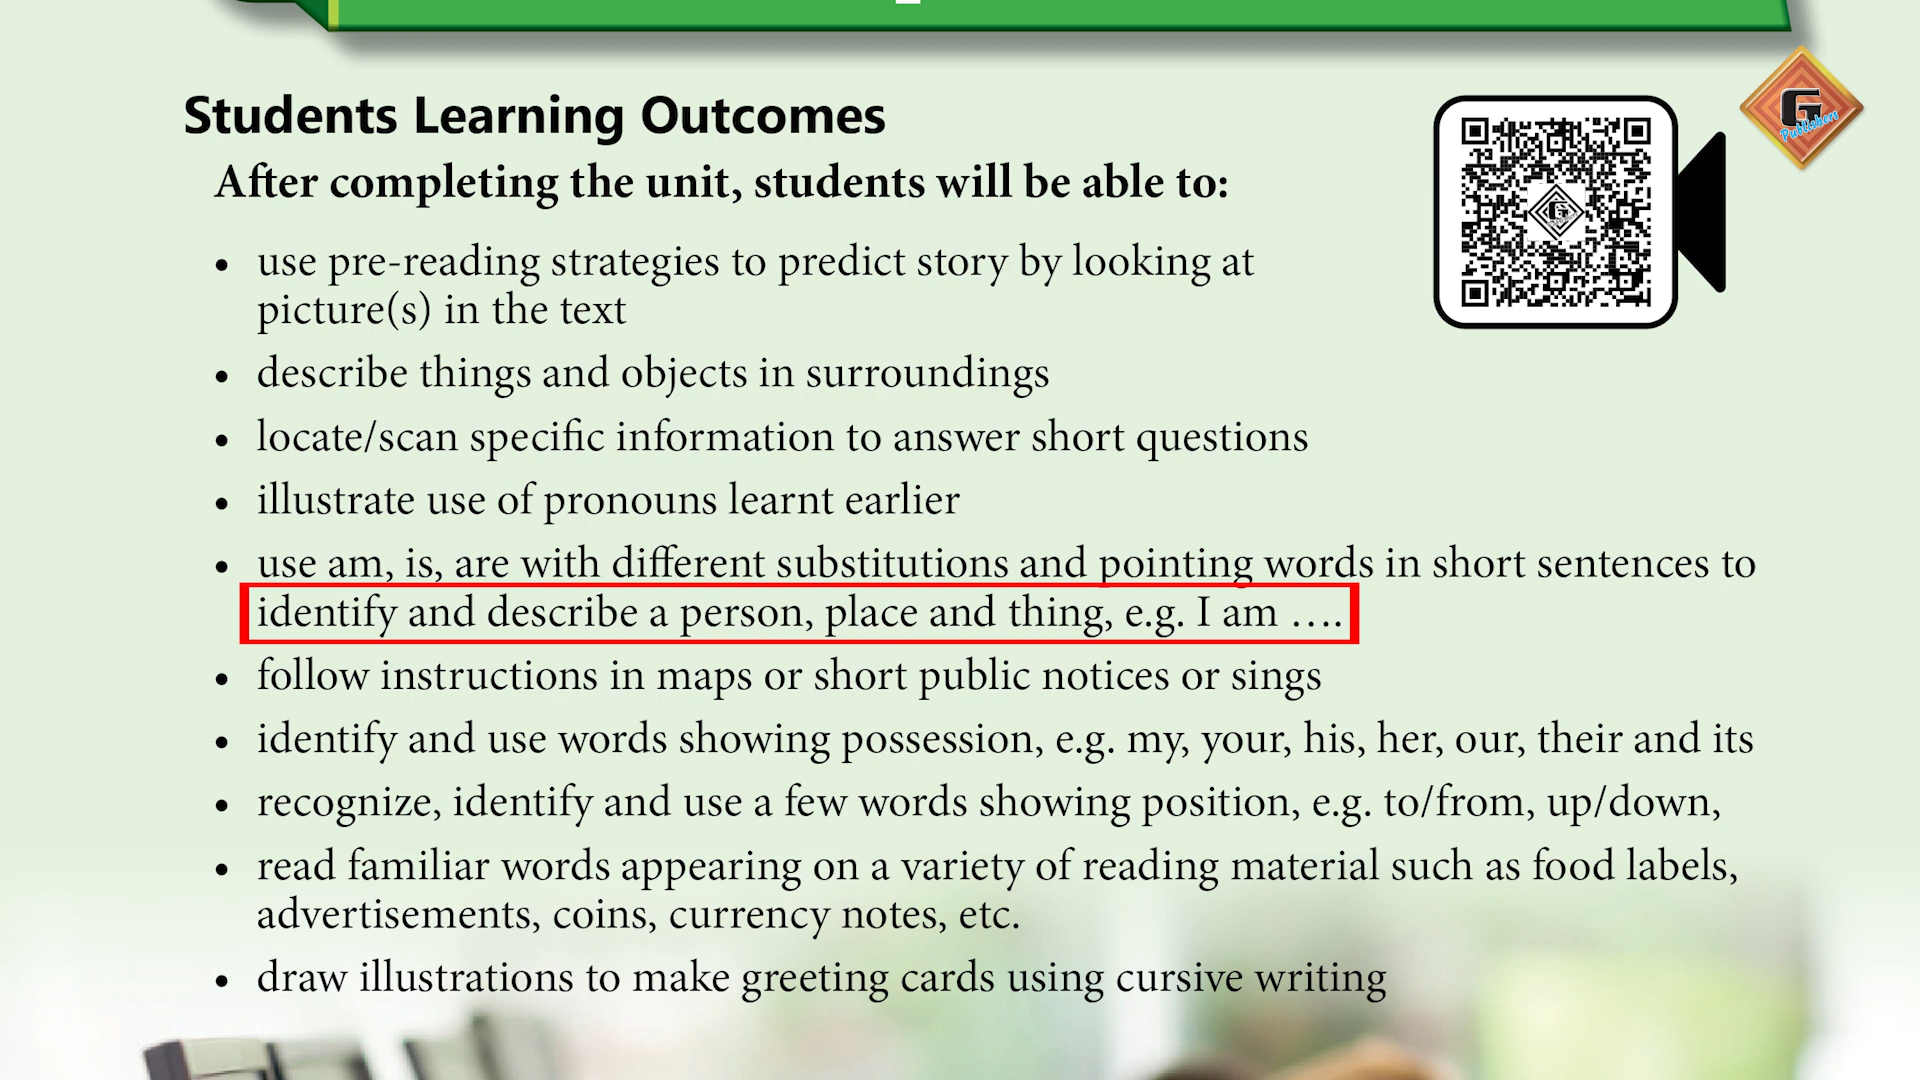 Students Learning Outcomes
After completing the unit, students will be able to:
• use pre-reading strategies to predict story by looking at
picture(s) in the text
• describe things and objects in surroundings
• locate/scan specific information to answer short questions
• illustrate use of pronouns learnt earlier
• use am, is, are with different substitutions and pointing words in short sentences to
identify and describe a person, place and thing, e.g. I am ….
• follow instructions in maps or short public notices or sings
• identify and use words showing possession, e.g. my, your, his, her, our, their and its
• recognize, identify and use a few words showing position, e.g. to/from, up/down,
• read familiar words appearing on a variety of reading material such as food labels,
advertisements, coins, currency notes, etc.
• draw illustrations to make greeting cards using cursive writing
G
Publishers